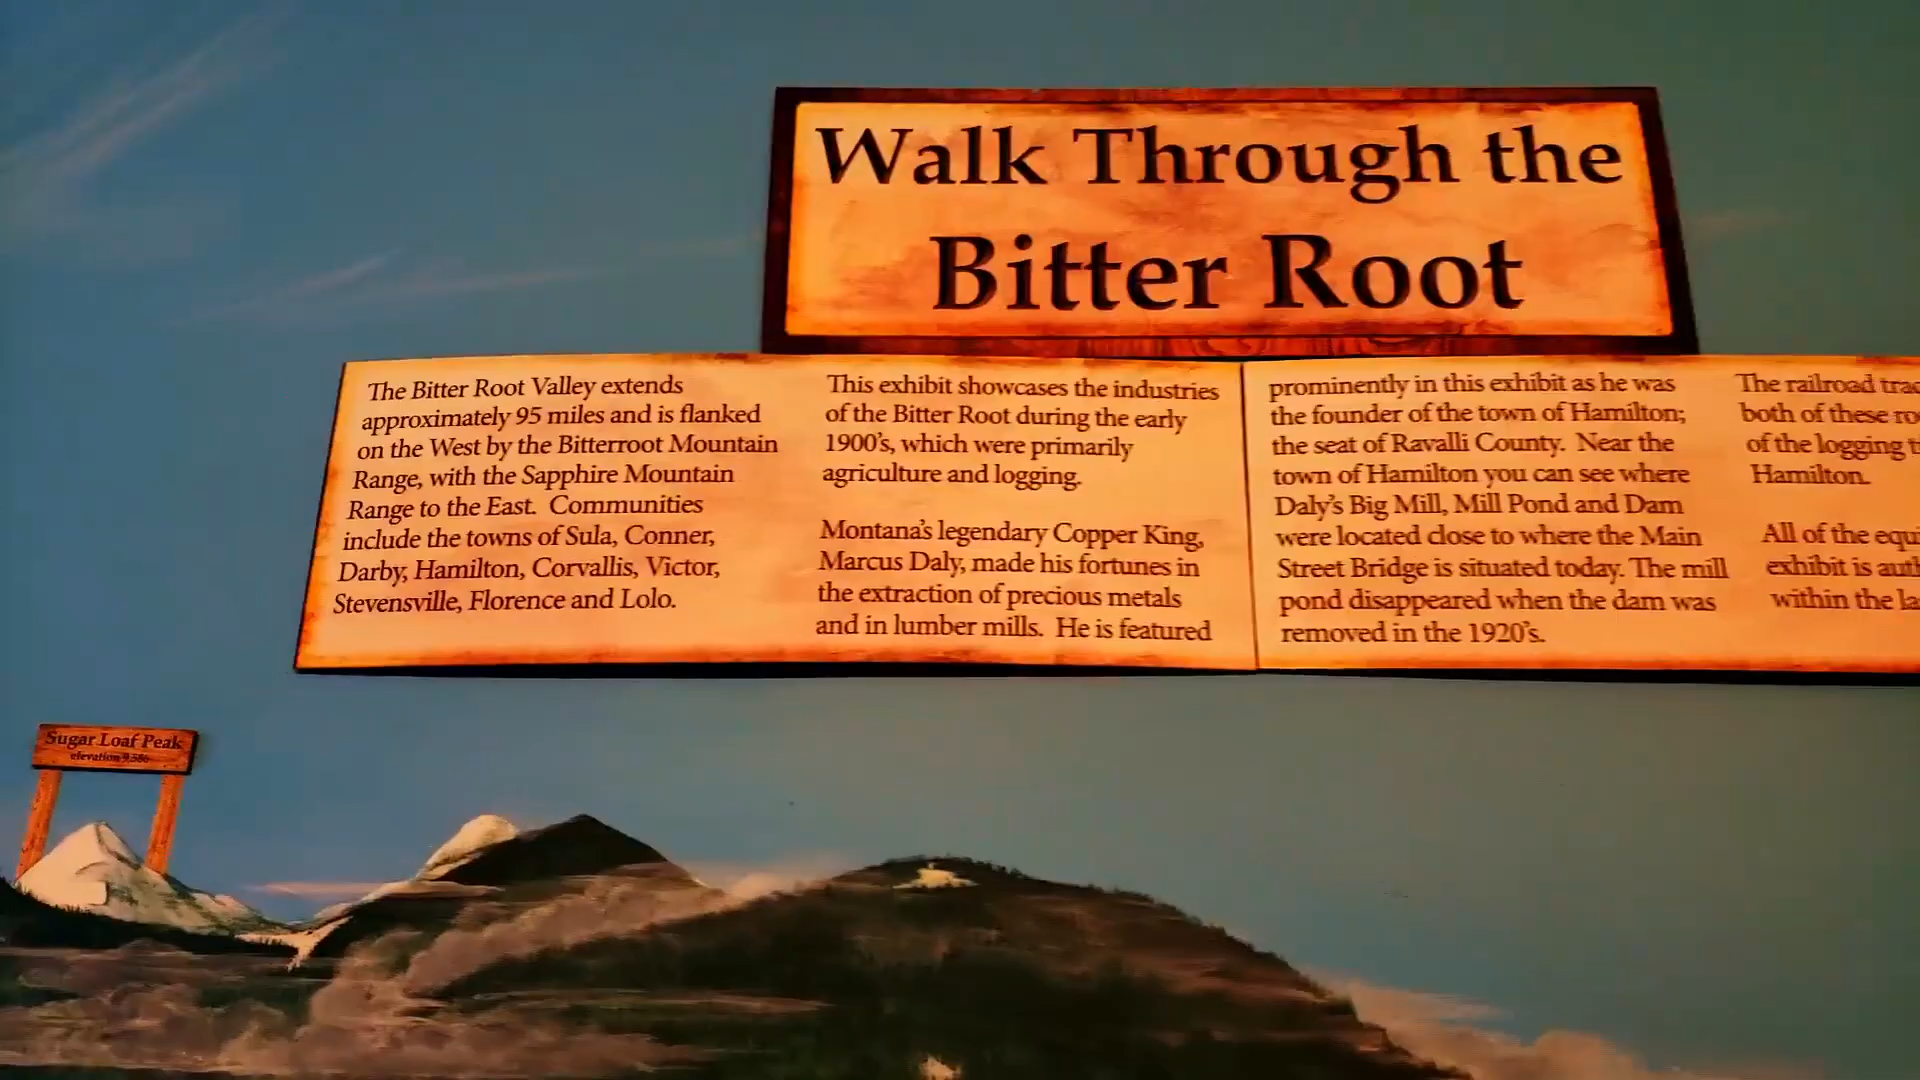 Walk Through the
Bitter Root
The Bitter Root Valley extends
approximately 95 miles and is flanked
on the West by the Bitterroot Mountain
Range, with the Sapphire Mountain
Range to the East. Communities
include the towns of Sula, Conner,
Darby, Hamilton, Corvallis, Victor,
Stevensville, Florence and Lolo.
This exhibit showcases the industries
of the Bitter Root during the early
1900's, which were primarily
agriculture and logging.
Montana's legendary Copper King,
Marcus Daly, made his fortunes in
the extraction of precious metals
and in lumber mills. He is featured
prominently in this exhibit as he was
the founder of the town of Hamilton;
the seat of Ravalli County. Near the
town of Hamilton you can see where
Daly's Big Mill, Mill Pond and Dam
were located close to where the Main
Street Bridge is situated today. The mill
pond disappeared when the dam was
removed in the 1920's.
The railroad
both of these
of the logging
Hamilton.
All of the
exhibit is
within the
Sugar Loaf Peak
elevation